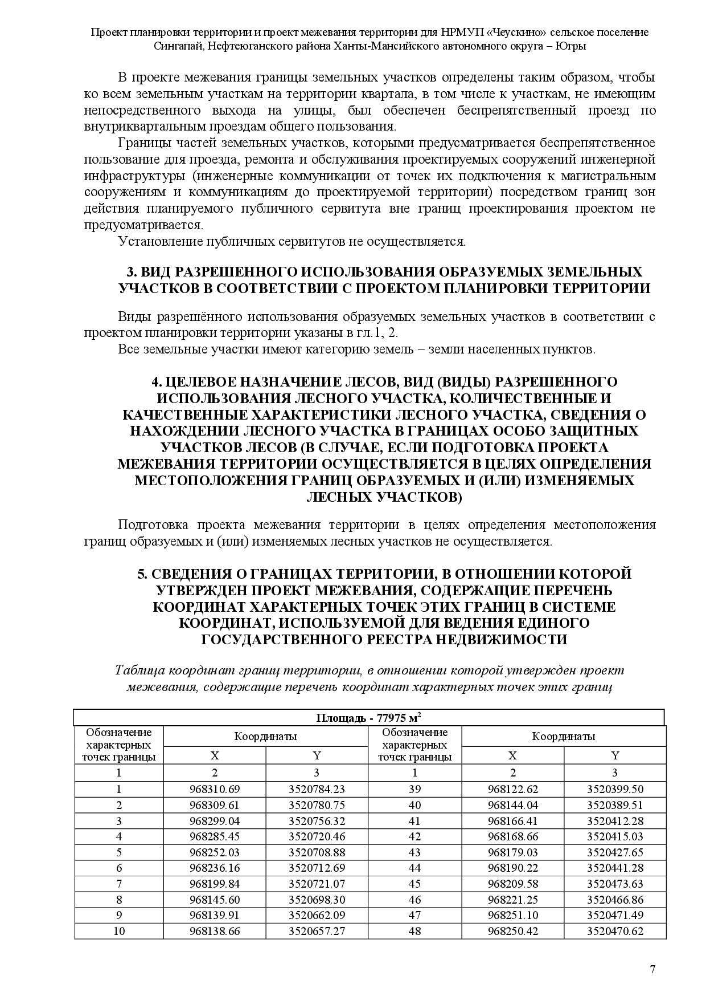 Проект планировки территории и проект межевания территории для НРМУП «Чеускино» сельское поселение
Сингапай, Нефтеюганского района Ханты-Мансийского автономного округа – Югры
В проекте межевания границы земельных участков определены таким образом, чтобы
ко всем земельным участкам на территории квартала, в том числе к участкам, не имеющим
непосредственного выхода на улицы, был обеспечен беспрепятственный проезд по
внутриквартальным проездам общего пользования.
Границы частей земельных участков, которыми предусматривается беспрепятственное
пользование для проезда, ремонта и обслуживания проектируемых сооружений инженерной
инфраструктуры (инженерные коммуникации от точек их подключения к магистральным
сооружениям и коммуникациям до проектируемой территории) посредством границ зон
действия планируемого публичного сервитута вне границ проектирования проектом не
предусматривается.
Установление публичных сервитутов не осуществляется.
3. ВИД РАЗРЕШЕННОГО ИСПОЛЬЗОВАНИЯ ОБРАЗУЕМЫХ ЗЕМЕЛЬНЫХ
УЧАСТКОВ В СООТВЕТСТВИИ С ПРОЕКТОМ ПЛАНИРОВКИ ТЕРРИТОРИИ
Виды разрешённого использования образуемых земельных участков в соответствии с
проектом планировки территории указаны в гл.1, 2.
Все земельные участки имеют категорию земель – земли населенных пунктов.
4. ЦЕЛЕВОЕ НАЗНАЧЕНИЕ ЛЕСОВ, ВИД (ВИДЫ) РАЗРЕШЕННОГО
ИСПОЛЬЗОВАНИЯ ЛЕСНОГО УЧАСТКА, КОЛИЧЕСТВЕННЫЕ И
КАЧЕСТВЕННЫЕ ХАРАКТЕРИСТИКИ ЛЕСНОГО УЧАСТКА, СВЕДЕНИЯ О
НАХОЖДЕНИИ ЛЕСНОГО УЧАСТКА В ГРАНИЦАХ ОСОБО ЗАЩИТНЫХ
УЧАСТКОВ ЛЕСОВ (В СЛУЧАЕ, ЕСЛИ ПОДГОТОВКА ПРОЕКТА
МЕЖЕВАНИЯ ТЕРРИТОРИИ ОСУЩЕСТВЛЯЕТСЯ В ЦЕЛЯХ ОПРЕДЕЛЕНИЯ
МЕСТОПОЛОЖЕНИЯ ГРАНИЦ ОБРАЗУЕМЫХ И (ИЛИ) ИЗМЕНЯЕМЫХ
ЛЕСНЫХ УЧАСТКОВ)
Подготовка проекта межевания территории в целях определения местоположения
границ образуемых и (или) изменяемых лесных участков не осуществляется.
5. СВЕДЕНИЯ О ГРАНИЦАХ ТЕРРИТОРИИ, В ОТНОШЕНИИ КОТОРОЙ
УТВЕРЖДЕН ПРОЕКТ МЕЖЕВАНИЯ, СОДЕРЖАЩИЕ ПЕРЕЧЕНЬ
КООРДИНАТ ХАРАКТЕРНЫХ ТОЧЕК ЭТИХ ГРАНИЦ В СИСТЕМЕ
КООРДИНАТ, ИСПОЛЬЗУЕМОЙ ДЛЯ ВЕДЕНИЯ ЕДИНОГО
ГОСУДАРСТВЕННОГО РЕЕСТРА НЕДВИЖИМОСТИ
Таблица координат границ территории, в отношении которой утвержден проект
межевания, содержащие перечень координат характерных точек этих границ
Площадь - 77975 м²
Обозначение характерных точек границы Координаты Обозначение характерных точек границы Координаты
X Y X Y
1 2 3 1 2 3
1 968310.69 3520784.23 39 968122.62 3520399.50
2 968309.61 3520780.75 40 968144.04 3520389.51
3 968299.04 3520756.32 41 968166.41 3520412.28
4 968285.45 3520720.46 42 968168.66 3520415.03
5 968252.03 3520708.88 43 968179.03 3520427.65
6 968236.16 3520712.69 44 968190.22 3520441.28
7 968199.84 3520721.07 45 968209.58 3520473.63
8 968145.60 3520698.30 46 968221.25 3520466.86
9 968139.91 3520662.09 47 968251.10 3520471.49
10 968138.66 3520657.27 48 968250.42 3520470.62
7